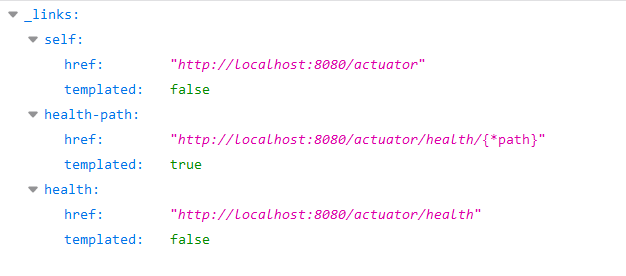 _links:
self:
href: "http://localhost:8080/actuator"
templated: false
health-path:
href: "http://localhost:8080/actuator/health/{*path}"
templated: true
health:
href: "http://localhost:8080/actuator/health"
templated: false